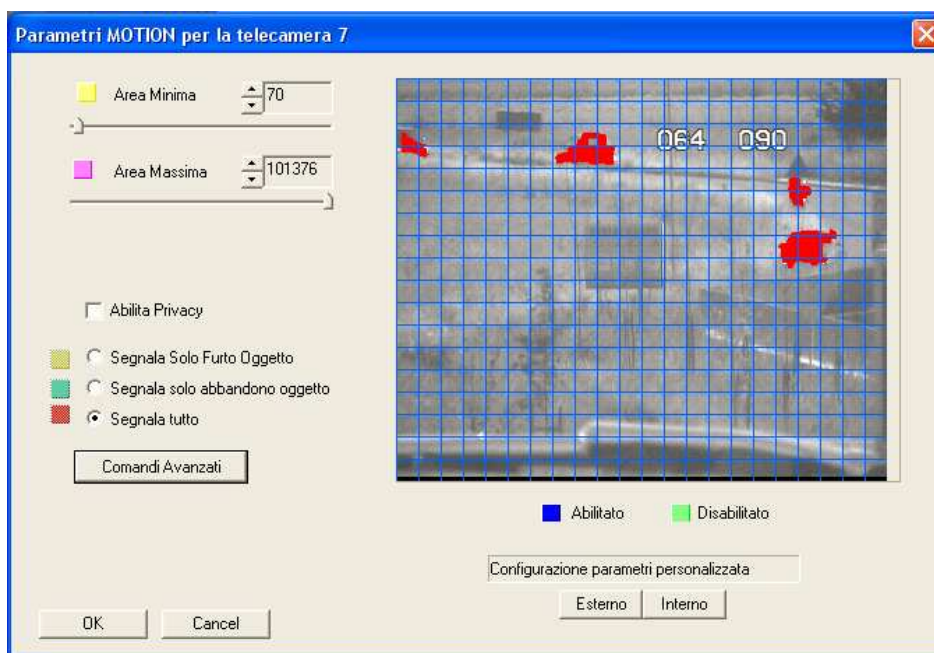 Parametri MOTION per la telecamera 7
Area Minima 70
Area Massima 101376
064 090
Abilita Privacy
Segnala Solo Furto Oggetto
Segnala solo abbandono oggetto
Segnala tutto
Comandi Avanzati
Abilitato Disabilitato
Configurazione parametri personalizzata
Esterno Interno
OK Cancel